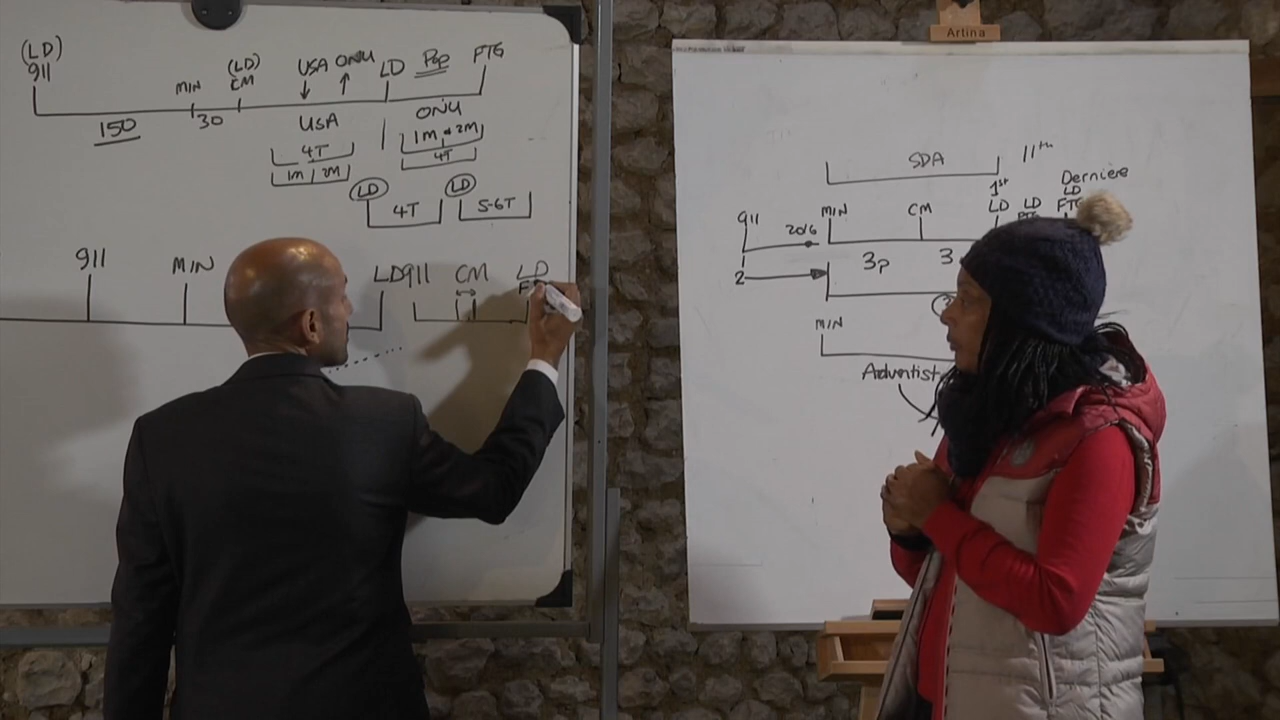 (LD)
911
MIN
(LD)
CM
USA ONU
LD
Pop
FTG
150
30
USA
4T
1M 2M
ONU
1M + 2M
4T
LD
4T
LD
5-6T
911
MIN
LD911
CM
LD
Artina
SDA
11th
Dernière
LD
FTG
1st
LD
LD
911
2016
MIN
CM
3p
3
2
MIN
Adventist